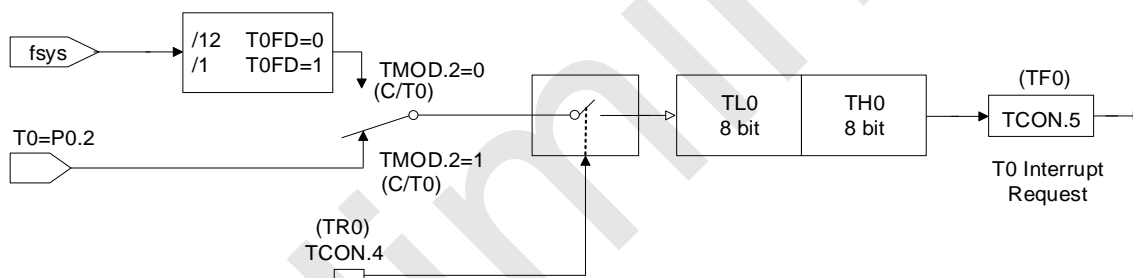 fsys
/12 T0FD=0
/1 T0FD=1
TMOD.2=0
(C/T0)
T0=P0.2
TMOD.2=1
(C/T0)
(TR0)
TCON.4
TL0
8 bit
TH0
8 bit
(TF0)
TCON.5
T0 Interrupt
Request